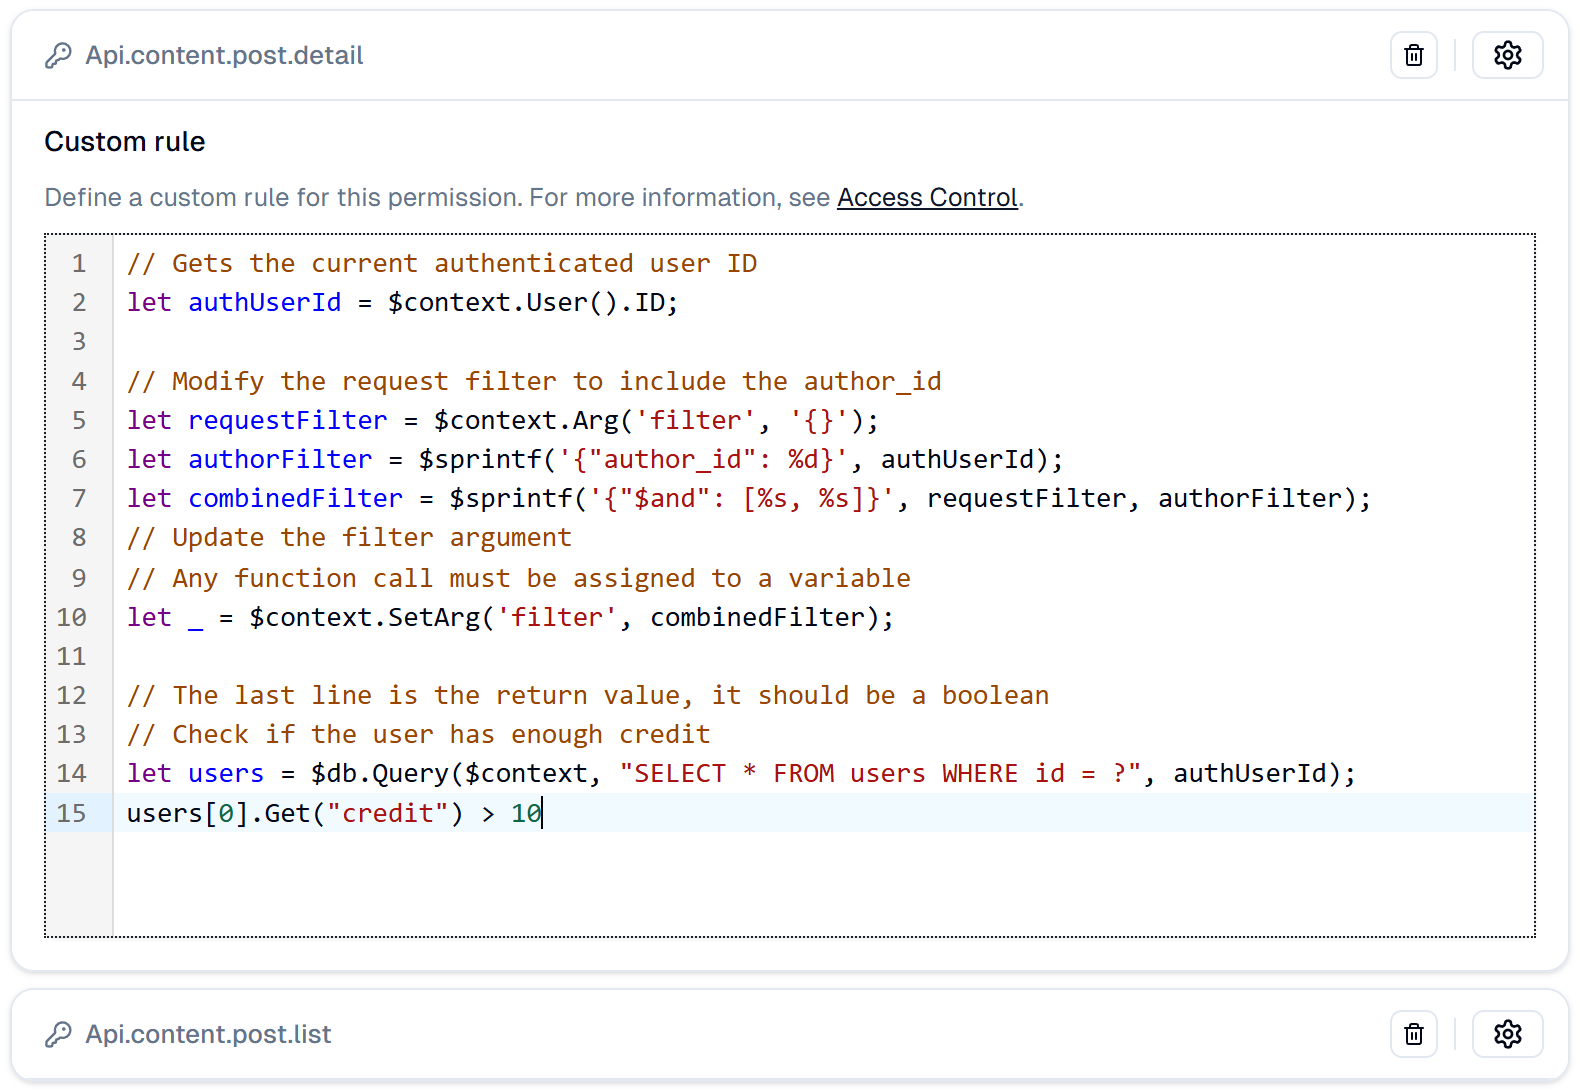 Api.content.post.detail
Custom rule
Define a custom rule for this permission. For more information, see Access Control.
1 // Gets the current authenticated user ID
2 let authUserId = $context.User().ID;
3
4 // Modify the request filter to include the author_id
5 let requestFilter = $context.Arg('filter', '{}');
6 let authorFilter = $sprintf('{"author_id": %d}', authUserId);
7 let combinedFilter = $sprintf('{"$and": [%s, %s]}', requestFilter, authorFilter);
8 // Update the filter argument
9 // Any function call must be assigned to a variable
10 let _ = $context.SetArg('filter', combinedFilter);
11
12 // The last line is the return value, it should be a boolean
13 // Check if the user has enough credit
14 let users = $db.Query($context, "SELECT * FROM users WHERE id = ?", authUserId);
15 users[0].Get("credit") > 10
Api.content.post.list